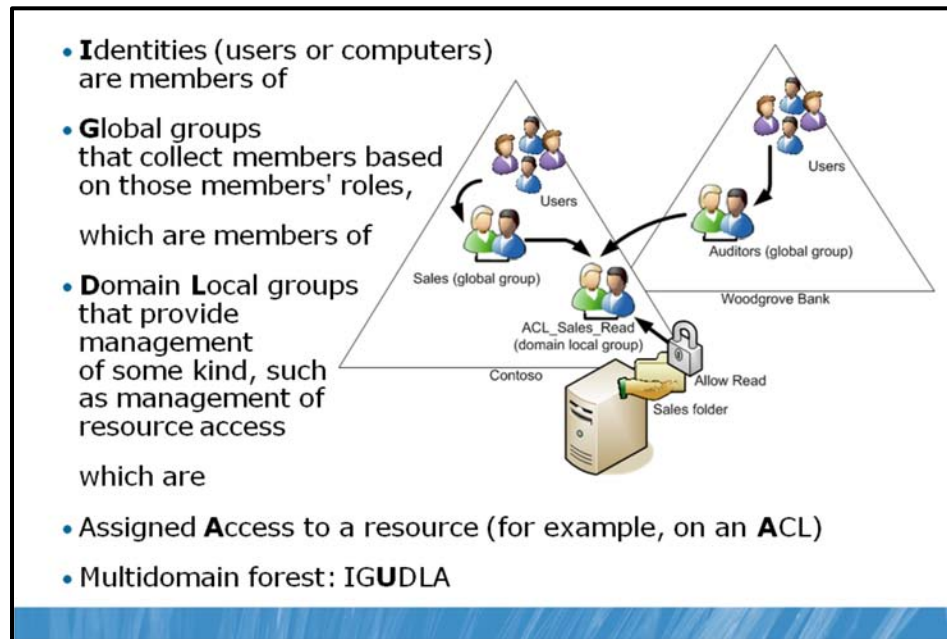 • Identities (users or computers)
are members of
• Global groups
that collect members based
on those members' roles,
which are members of
• Domain Local groups
that provide
management
of some kind, such
as management of
resource access
which are
• Assigned Access to a resource (for example, on an ACL)
• Multidomain forest: IGUDLA
Users
Sales (global group)
ACL_Sales_Read
(domain local group)
Contoso
Users
Auditors (global group)
Woodgrove Bank
Allow Read
Sales folder